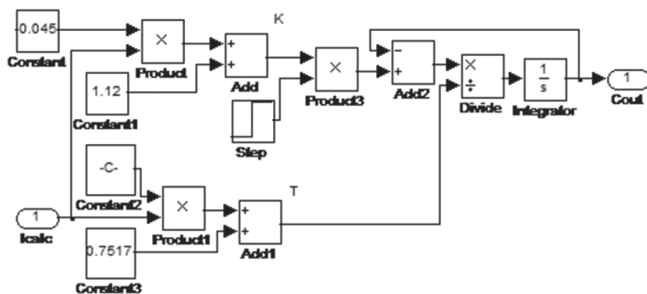 -0.045
Constant
×
Product
+
+
Add
K
1.12
Constant1
Step
×
Product3
−
+
Add2
×
÷
Divide
1
s
Integrator
1
Cout
-C-
Constant2
×
Product1
+
+
Add1
T
1
Icalc
0.7517
Constant3